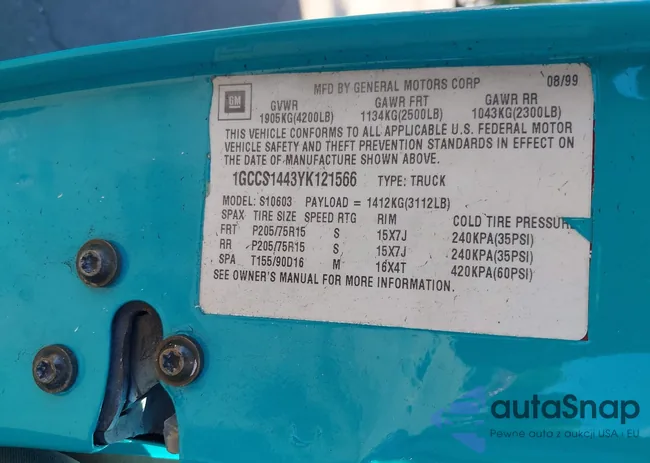 MFD BY GENERAL MOTORS CORP 08/99
GM
GVWR GAWR FRT GAWR RR
1905KG(4200LB) 1134KG(2500LB) 1043KG(2300LB)
THIS VEHICLE CONFORMS TO ALL APPLICABLE U.S. FEDERAL MOTOR
VEHICLE SAFETY AND THEFT PREVENTION STANDARDS IN EFFECT ON
THE DATE OF MANUFACTURE SHOWN ABOVE.
1GCCS1443YK121566 TYPE: TRUCK
MODEL: S10603 PAYLOAD = 1412KG(3112LB)
SPAX TIRE SIZE SPEED RTG RIM COLD TIRE PRESSUR
FRT P205/75R15 S 15X7J 240KPA(35PSI)
RR P205/75R15 S 15X7J 240KPA(35PSI)
SPA T155/90D16 M 16X4T 420KPA(60PSI)
SEE OWNER'S MANUAL FOR MORE INFORMATION.
autaSnap
Pewne auta z aukcji USA i EU